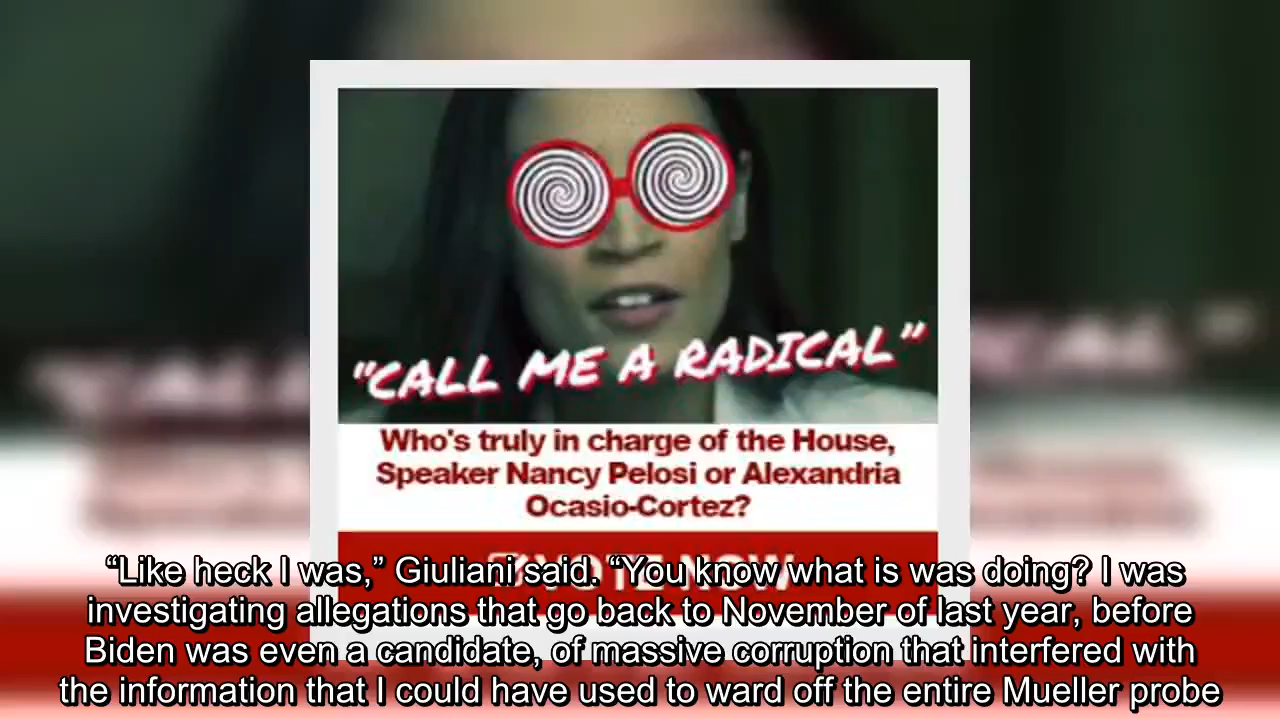 "CALL ME A RADICAL"
Who's truly in charge of the House,
Speaker Nancy Pelosi or Alexandria
Ocasio-Cortez?
VOTE NOW
“Like heck I was,” Giuliani said. “You know what is was doing? I was
investigating allegations that go back to November of last year, before
Biden was even a candidate, of massive corruption that interfered with
the information that I could have used to ward off the entire Mueller probe